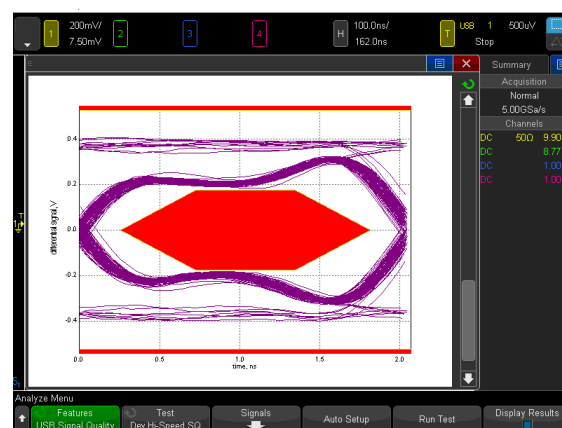 1 200mV/ 2 3 4 H 100.0ns/ T USB 1 500uV
7.50mV 162.0ns Stop
Summary
Acquisition
Normal
5.00GSa/s
Channels
DC 50Ω 9.90
DC 8.77
DC 1.00
DC 1.00
differential signal, V
0.4
0.2
0.0
-0.2
-0.4
0.0 0.5 1.0 1.5 2.0
time, ns
Analyze Menu
Features Test Signals Auto Setup Run Test Display Results
USB Signal Quality Dev Hi-Speed SQ